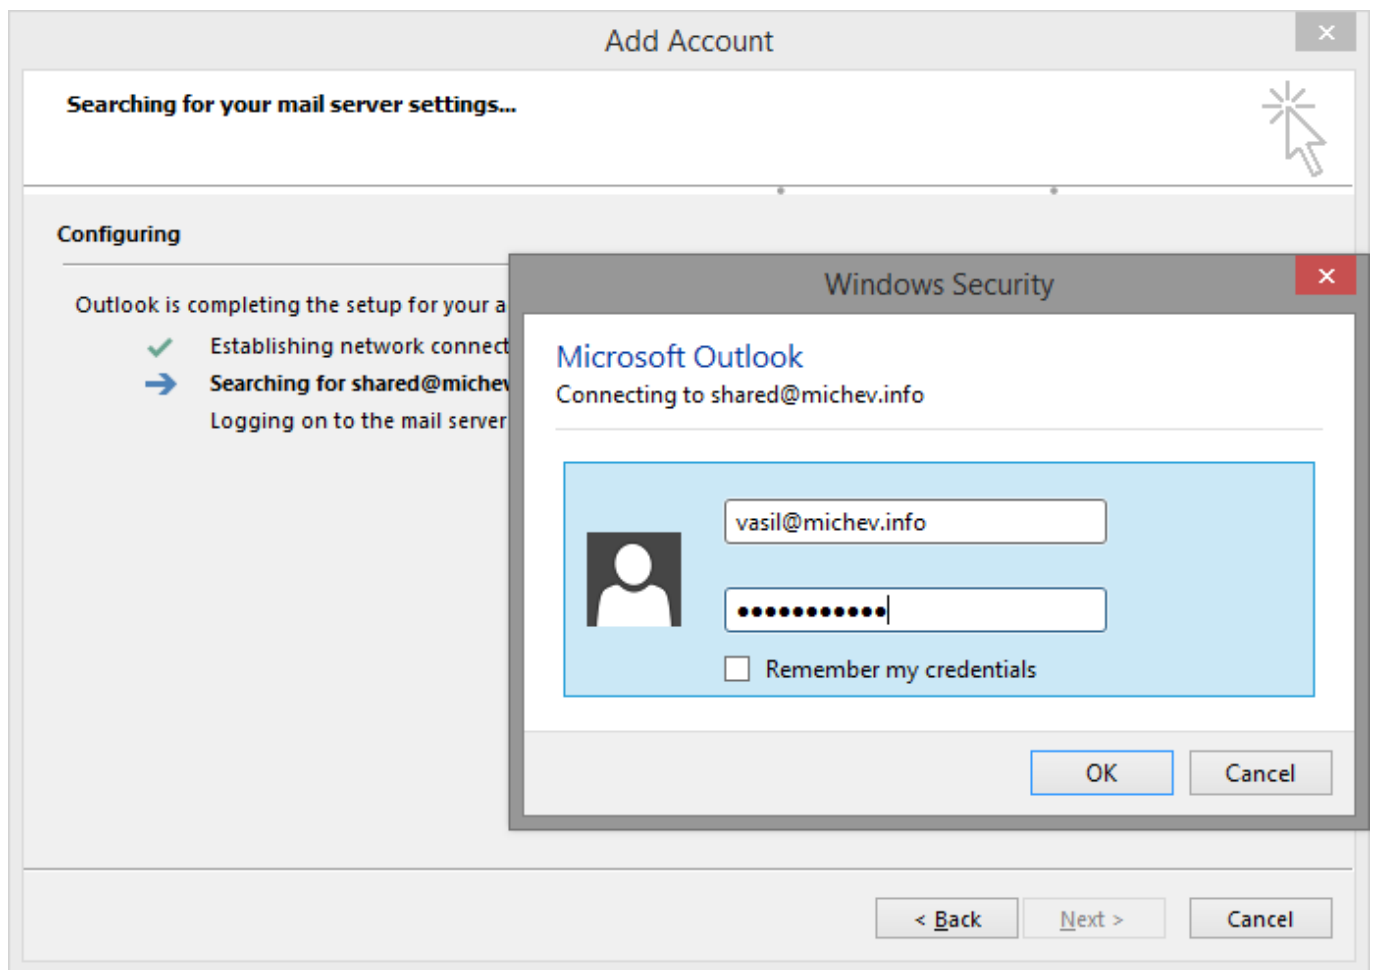 Add Account
Searching for your mail server settings...
Configuring
Outlook is completing the setup for your a
Establishing network connect
Searching for shared@miche
Logging on to the mail server
Windows Security
Microsoft Outlook
Connecting to shared@michev.info
vasil@michev.info
Remember my credentials
OK
Cancel
< Back
Next >
Cancel